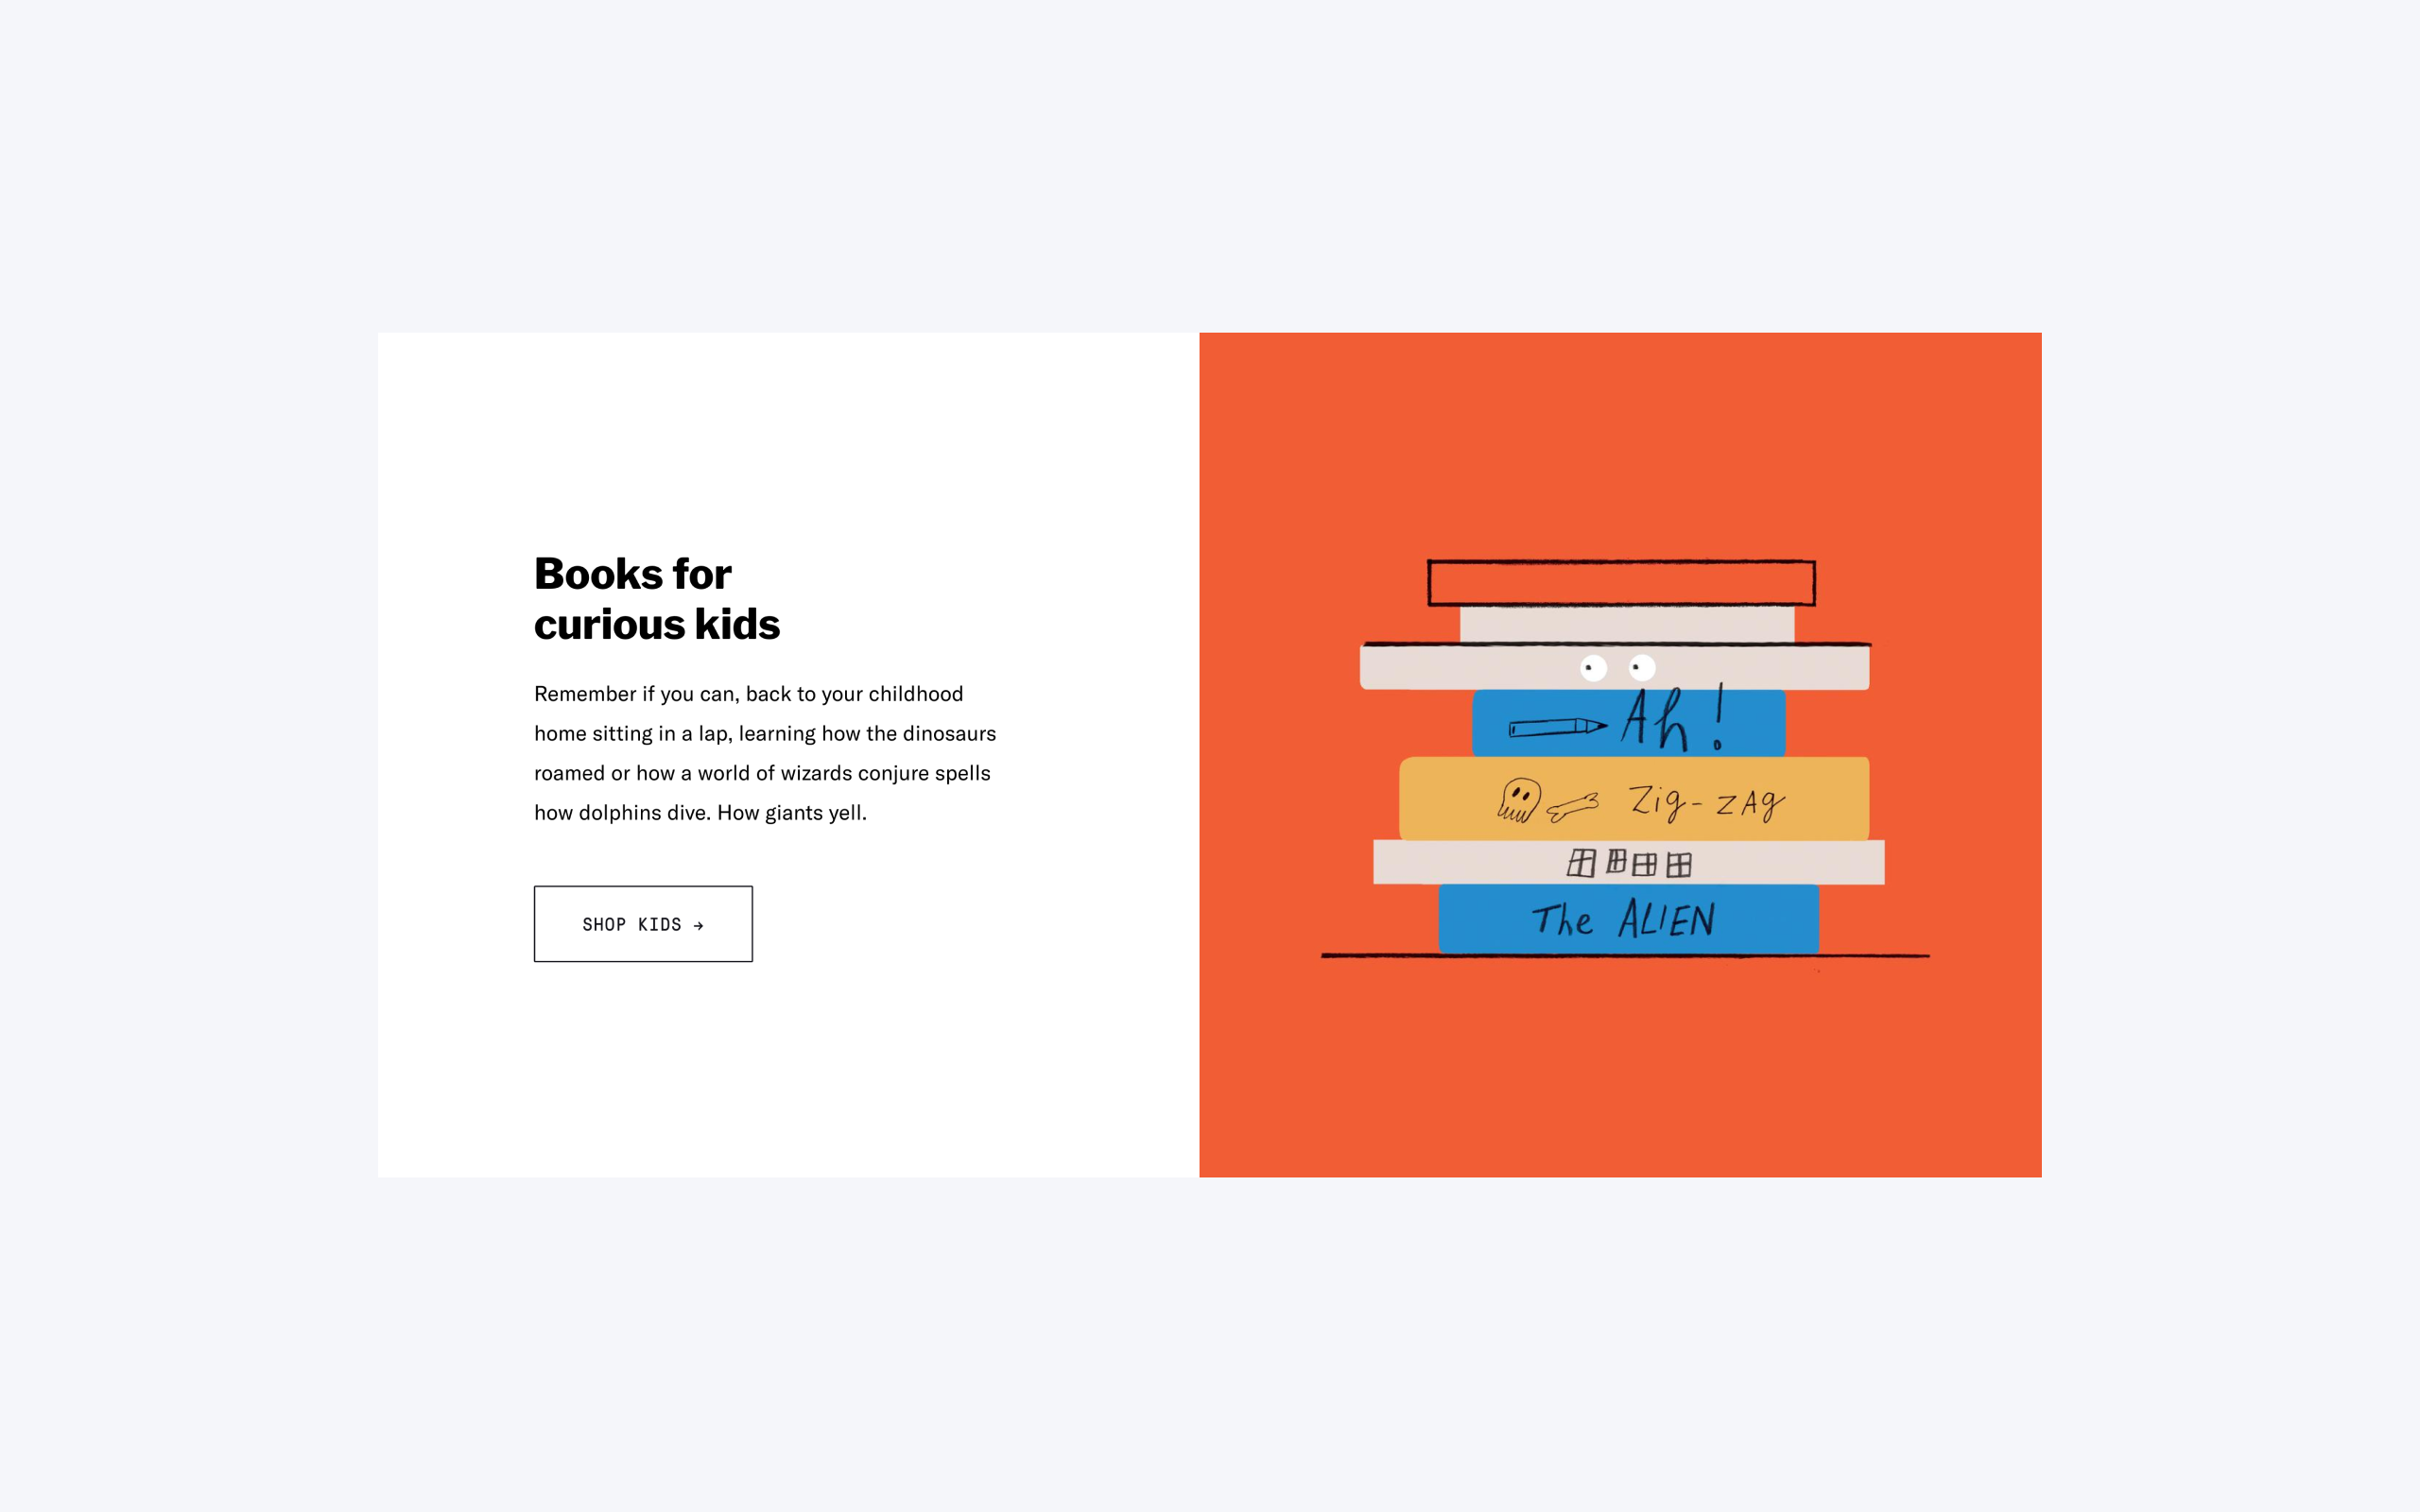 Books for
curious kids
Remember if you can, back to your childhood
home sitting in a lap, learning how the dinosaurs
roamed or how a world of wizards conjure spells
how dolphins dive. How giants yell.
SHOP KIDS →
Ah!
Zig-zAg
The ALIEN